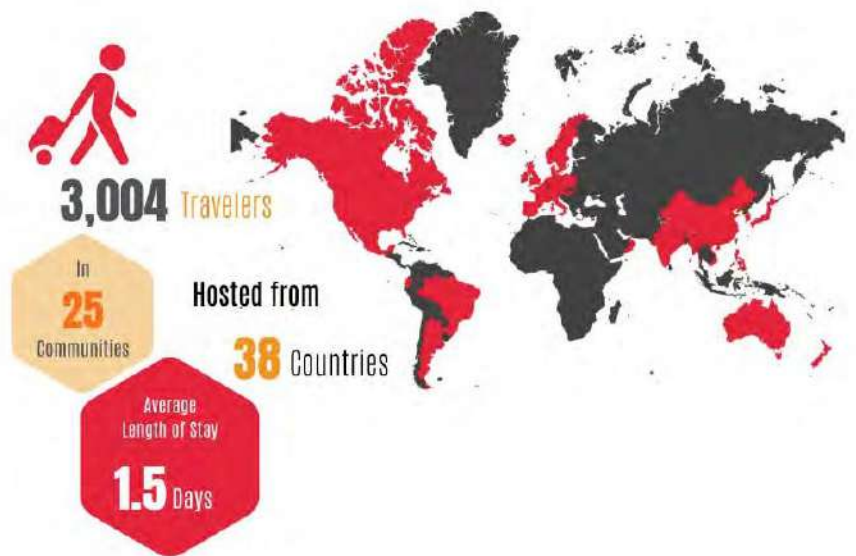 3,004 Travelers
In
25
Communities
Hosted from
38 Countries
Average
Length of Stay
1.5 Days